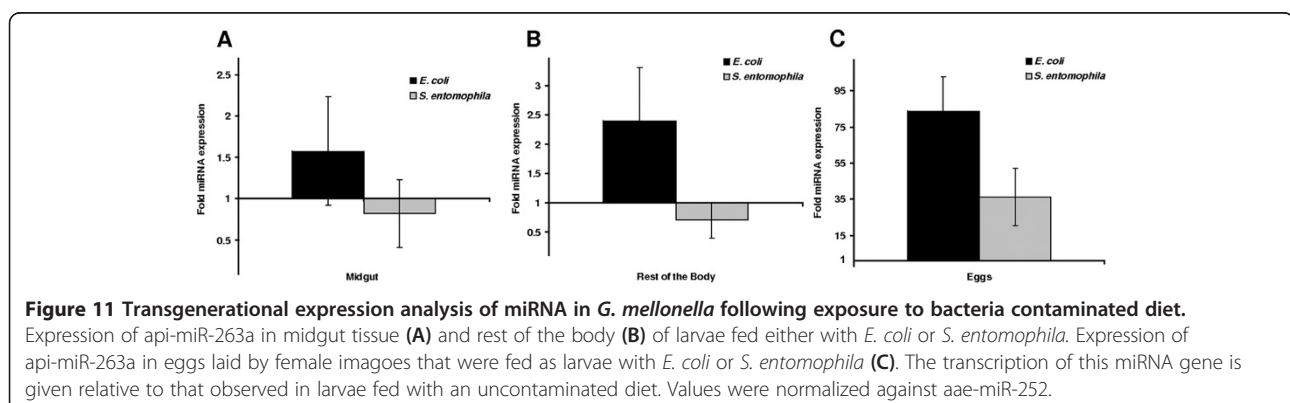 A
2.5
2
1.5
1
0.5
Fold miRNA expression
E. coli
S. entomophila
Midgut
B
3
2.5
2
1.5
1
0.5
Fold miRNA expression
E. coli
S. entomophila
Rest of the Body
C
95
75
55
35
15
1
Fold miRNA expression
E. coli
S. entomophila
Eggs
Figure 11 Transgenerational expression analysis of miRNA in G. mellonella following exposure to bacteria contaminated diet.
Expression of api-miR-263a in midgut tissue (A) and rest of the body (B) of larvae fed either with E. coli or S. entomophila. Expression of
api-miR-263a in eggs laid by female imagoes that were fed as larvae with E. coli or S. entomophila (C). The transcription of this miRNA gene is
given relative to that observed in larvae fed with an uncontaminated diet. Values were normalized against aae-miR-252.